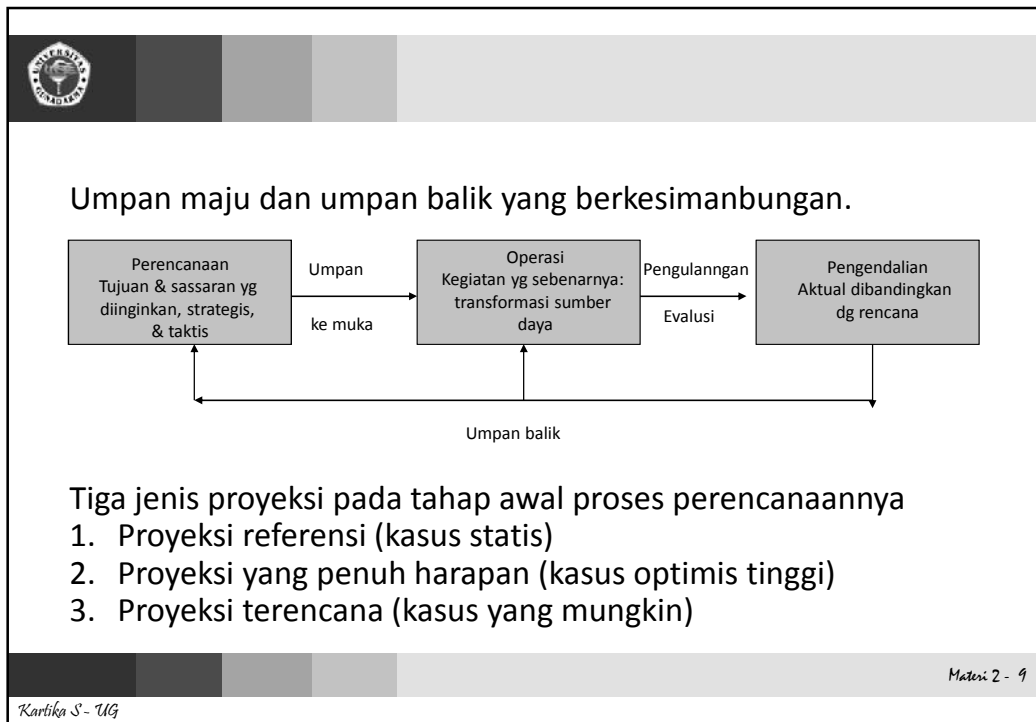 UNIVERSITAS GUNADARMA
Umpan maju dan umpan balik yang berkesimanbungan.
Perencanaan
Tujuan & sassaran yg
diinginkan, strategis,
& taktis
Umpan
ke muka
Operasi
Kegiatan yg sebenarnya:
transformasi sumber
daya
Pengulanngan
Evalusi
Pengendalian
Aktual dibandingkan
dg rencana
Umpan balik
Tiga jenis proyeksi pada tahap awal proses perencanaannya
1. Proyeksi referensi (kasus statis)
2. Proyeksi yang penuh harapan (kasus optimis tinggi)
3. Proyeksi terencana (kasus yang mungkin)
Materi 2 - 9
Kartika S - UG